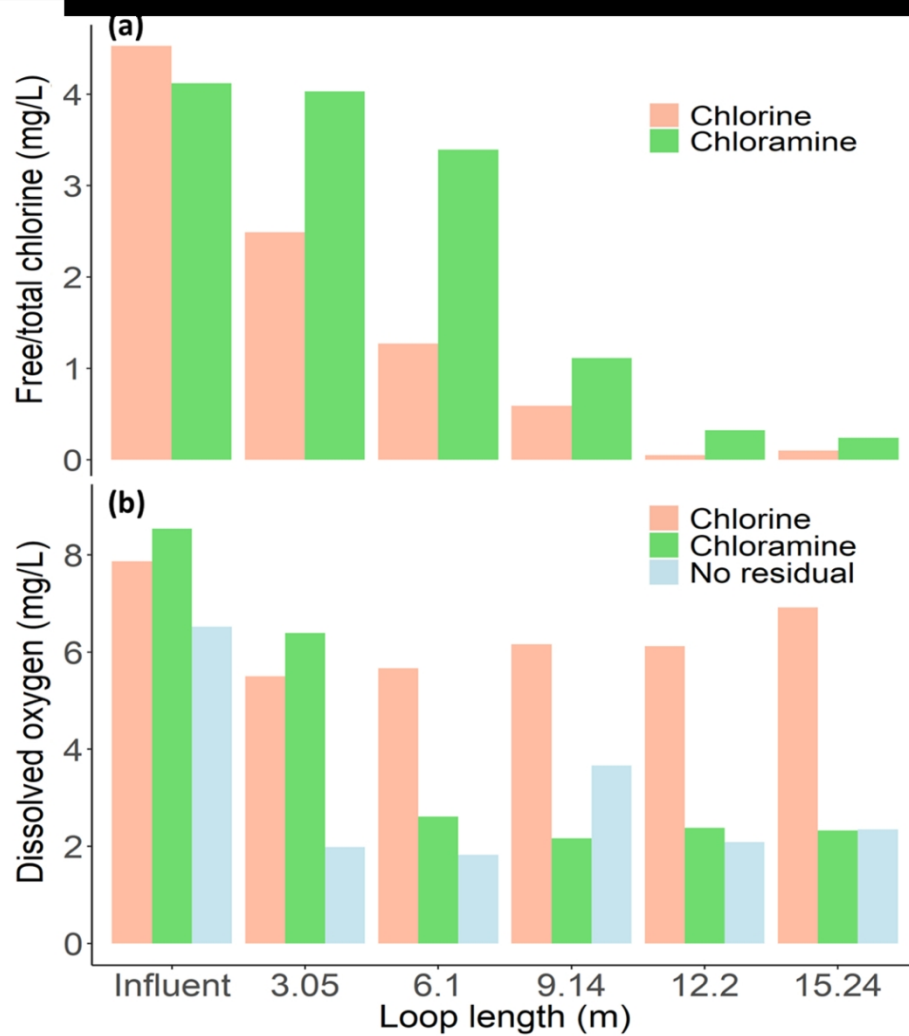 (a)
Free/total chlorine (mg/L)
4
3
2
1
0
Chlorine
Chloramine
(b)
Dissolved oxygen (mg/L)
8
6
4
2
0
Chlorine
Chloramine
No residual
Influent 3.05 6.1 9.14 12.2 15.24
Loop length (m)